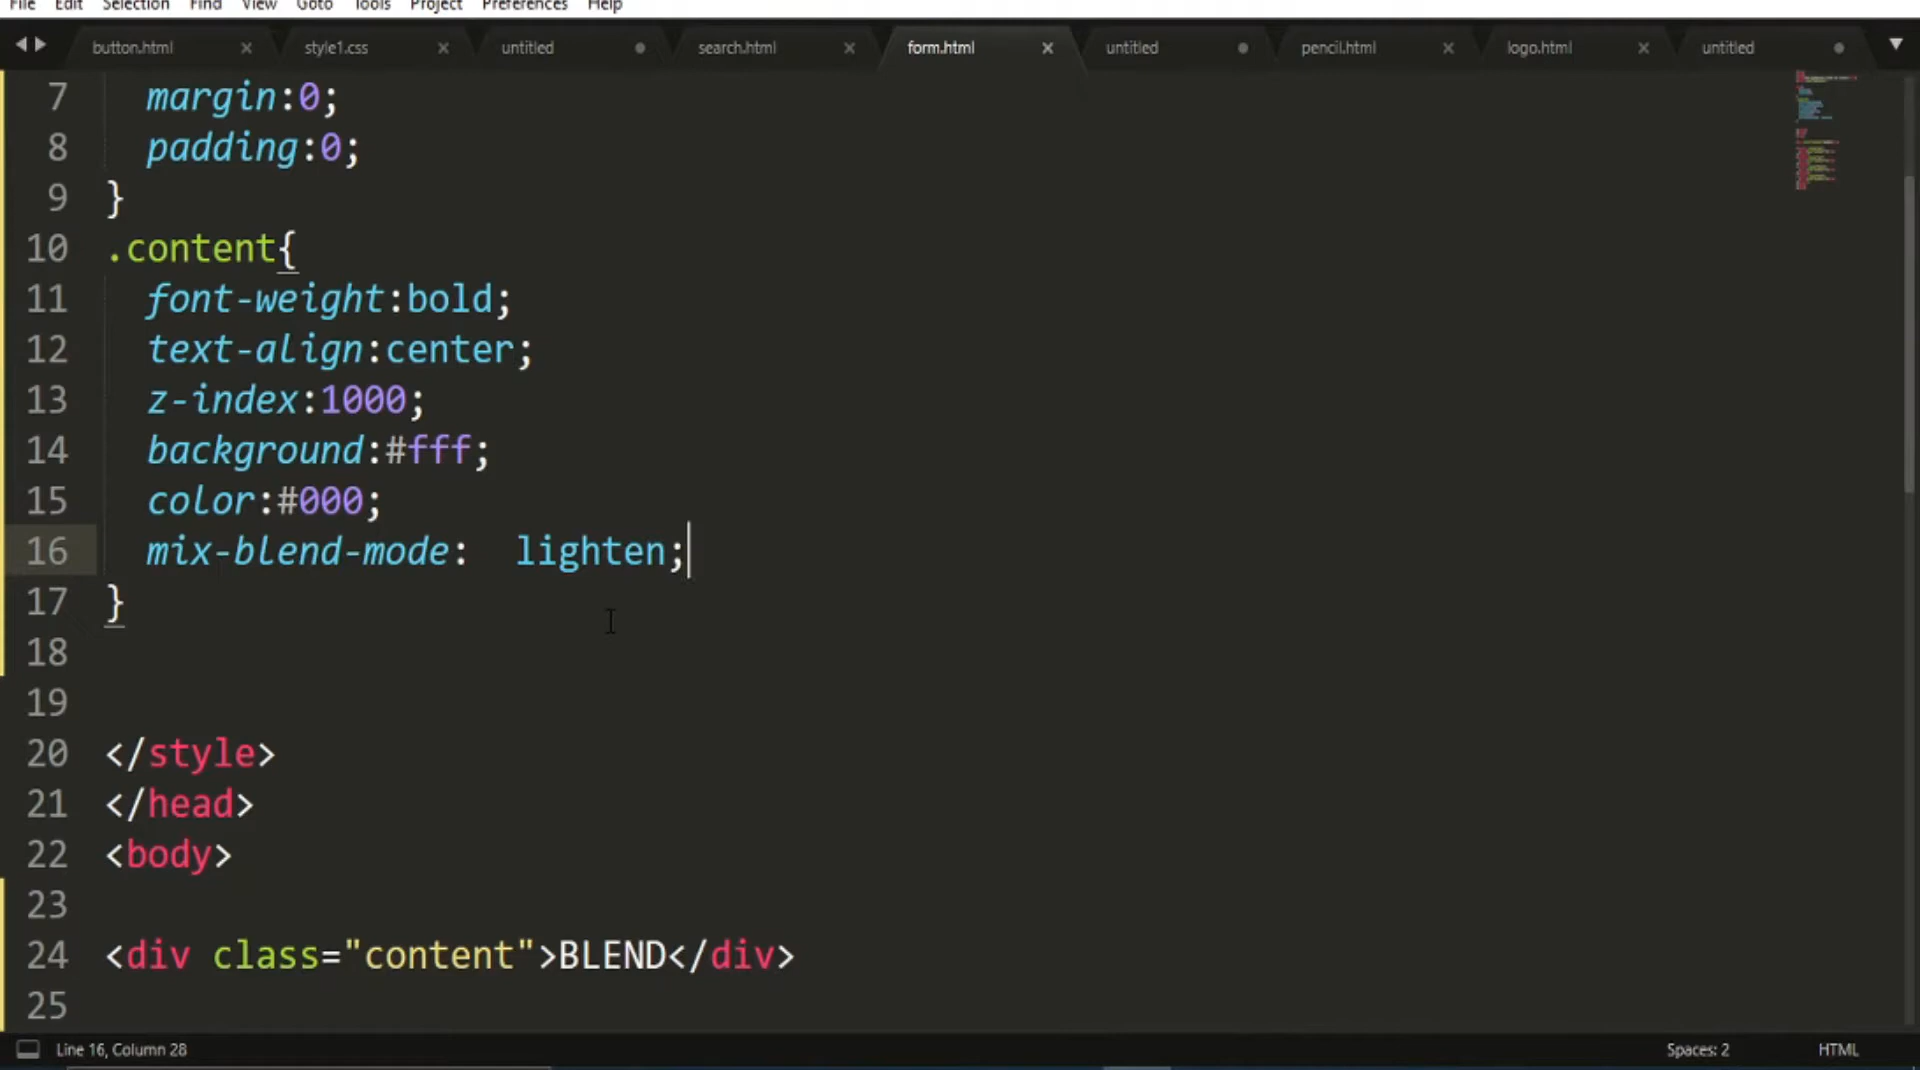 File Edit Selection Find View Goto Tools Project Preferences Help
button.html style1.css untitled search.html form.html untitled pencil.html logo.html untitled
7 margin:0;
8 padding:0;
9 }
10 .content{
11 font-weight:bold;
12 text-align:center;
13 z-index:1000;
14 background:#fff;
15 color:#000;
16 mix-blend-mode:  lighten;
17 }
18
19
20 </style>
21 </head>
22 <body>
23
24 <div class="content">BLEND</div>
25
Line 16, Column 28 Spaces: 2 HTML